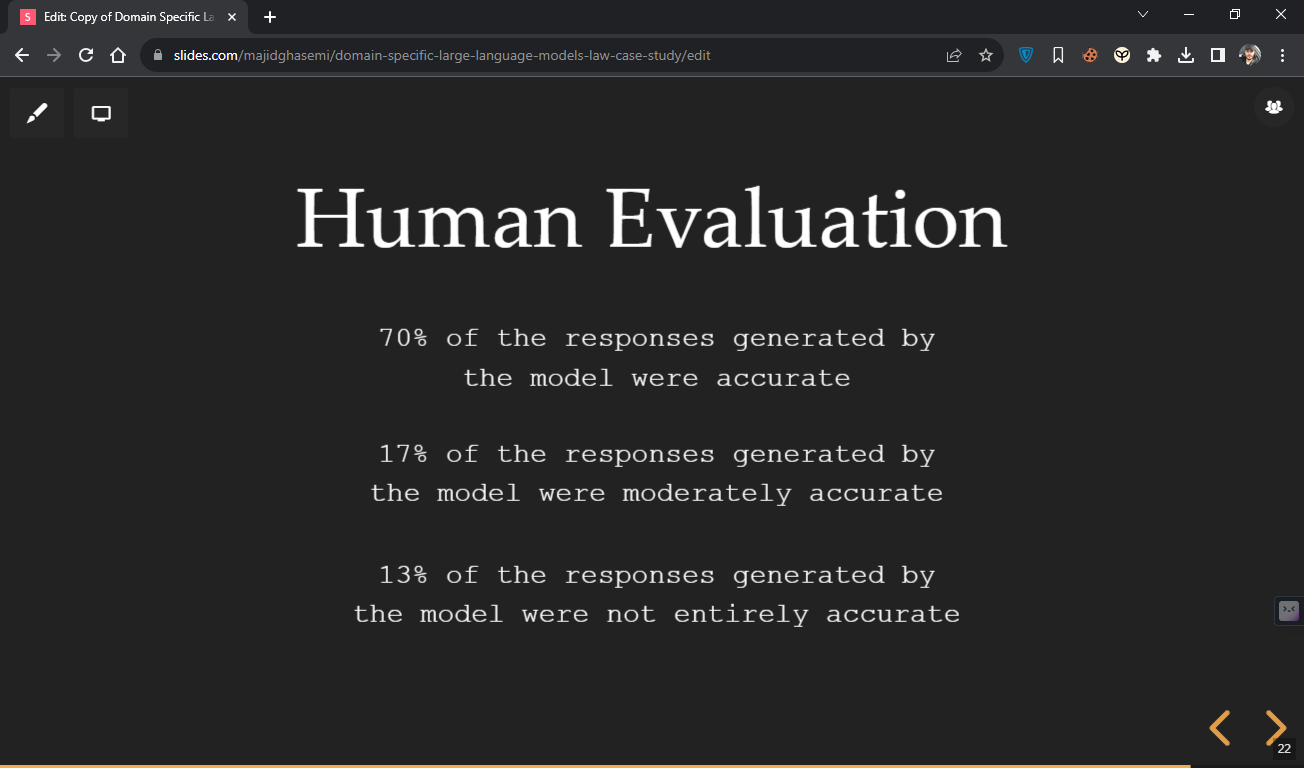 S Edit: Copy of Domain Specific La
slides.com/majidghasemi/domain-specific-large-language-models-law-case-study/edit
Human Evaluation
70% of the responses generated by
the model were accurate
17% of the responses generated by
the model were moderately accurate
13% of the responses generated by
the model were not entirely accurate
22